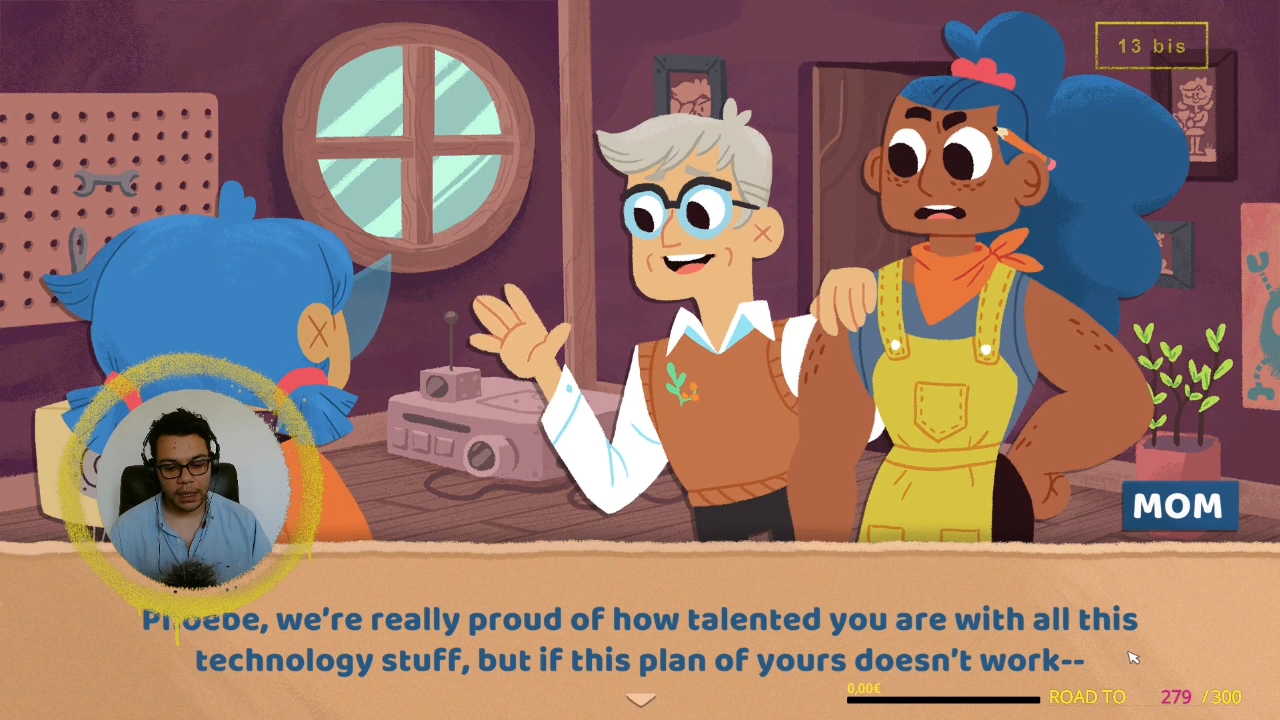 13 bis
MOM
Phoebe, we're really proud of how talented you are with all this
technology stuff, but if this plan of yours doesn't work--
0,00€
ROAD TO 279 / 300